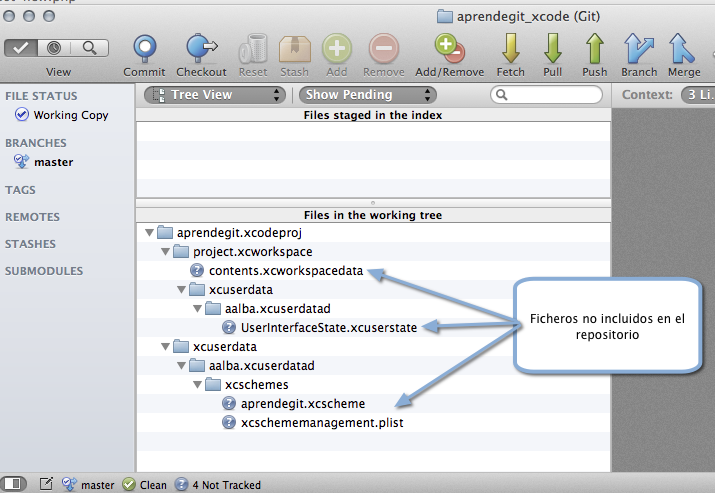 aprendegit_xcode (Git)
View
Commit
Checkout
Reset
Stash
Add
Remove
Add/Remove
Fetch
Pull
Push
Branch
Merge
FILE STATUS
Working Copy
BRANCHES
master
TAGS
REMOTES
STASHES
SUBMODULES
Tree View
Show Pending
Context:
3 Li...
Files staged in the index
Files in the working tree
aprendegit.xcodeproj
project.xcworkspace
contents.xcworkspacedata
xcuserdata
aalba.xcuserdatad
UserInterfaceState.xcuserstate
xcuserdata
aalba.xcuserdatad
xcschemes
aprendegit.xcscheme
xcschememanagement.plist
Ficheros no incluidos en el
repositorio
master
Clean
4 Not Tracked